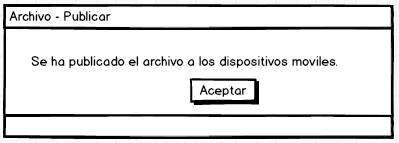 Archivo - Publicar
Se ha publicado el archivo a los dispositivos moviles.
Aceptar